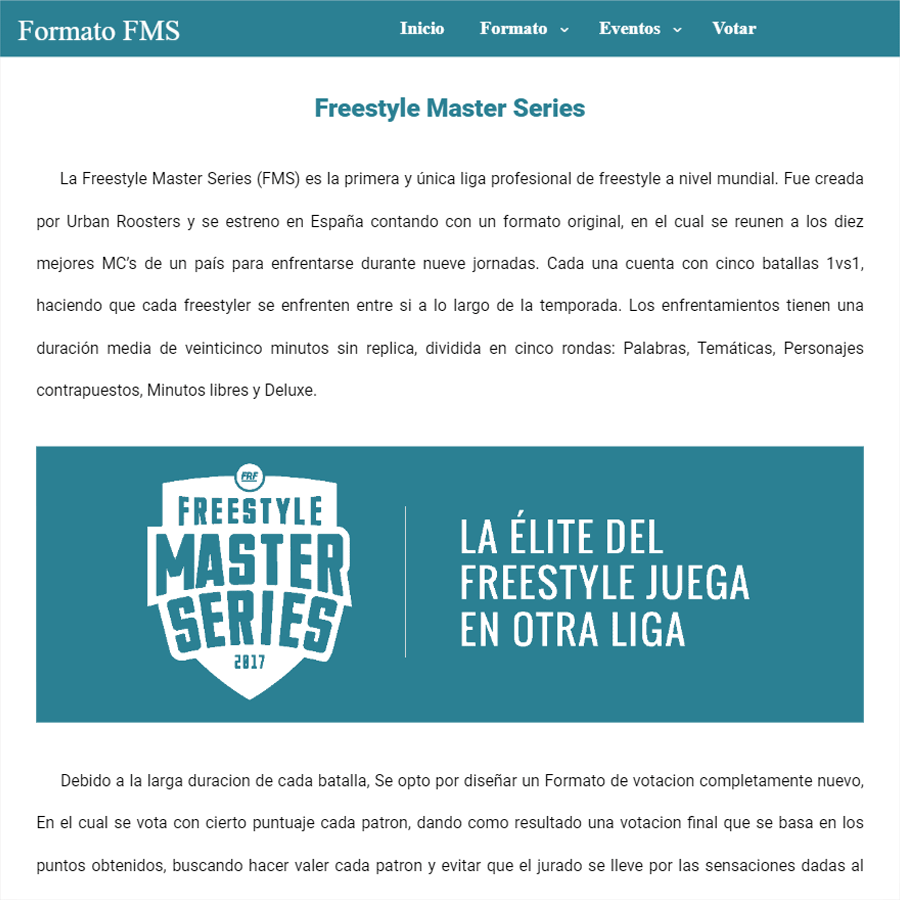 Formato FMS
Inicio
Formato
Eventos
Votar
Freestyle Master Series
La Freestyle Master Series (FMS) es la primera y única liga profesional de freestyle a nivel mundial. Fue creada
por Urban Roosters y se estreno en España contando con un formato original, en el cual se reunen a los diez
mejores MC’s de un país para enfrentarse durante nueve jornadas. Cada una cuenta con cinco batallas 1vs1,
haciendo que cada freestyler se enfrenten entre si a lo largo de la temporada. Los enfrentamientos tienen una
duración media de veinticinco minutos sin replica, dividida en cinco rondas: Palabras, Temáticas, Personajes
contrapuestos, Minutos libres y Deluxe.
FRF
FREESTYLE
MASTER
SERIES
2017
LA ÉLITE DEL
FREESTYLE JUEGA
EN OTRA LIGA
Debido a la larga duracion de cada batalla, Se opto por diseñar un Formato de votacion completamente nuevo,
En el cual se vota con cierto puntuaje cada patron, dando como resultado una votacion final que se basa en los
puntos obtenidos, buscando hacer valer cada patron y evitar que el jurado se lleve por las sensaciones dadas al